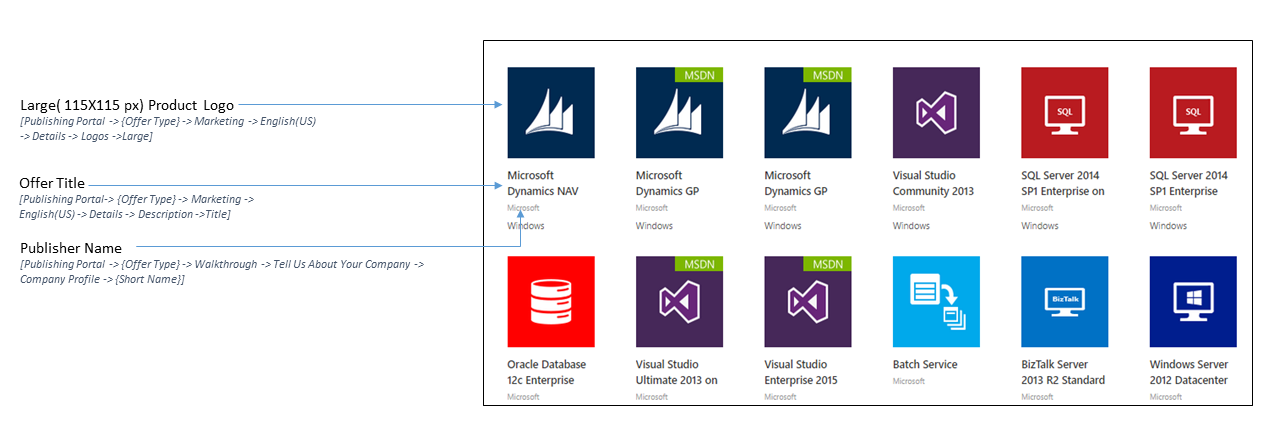 Large( 115X115 px) Product Logo
[Publishing Portal -> {Offer Type} -> Marketing -> English(US)
-> Details -> Logos ->Large]
Offer Title
[Publishing Portal-> {Offer Type} -> Marketing ->
English(US) -> Details -> Description ->Title]
Publisher Name
[Publishing Portal -> {Offer Type} -> Walkthrough -> Tell Us About Your Company ->
Company Profile -> {Short Name}]
MSDN
MSDN
SQL
SQL
Microsoft
Dynamics NAV
Microsoft
Windows
Microsoft
Dynamics GP
Microsoft
Windows
Microsoft
Dynamics GP
Microsoft
Windows
Visual Studio
Community 2013
Microsoft
Windows
SQL Server 2014
SP1 Enterprise on
Microsoft
Windows
SQL Server 2014
SP1 Enterprise
Microsoft
Windows
MSDN
MSDN
BizTalk
Oracle Database
12c Enterprise
Microsoft
Visual Studio
Ultimate 2013 on
Microsoft
Visual Studio
Enterprise 2015
Microsoft
Batch Service
Microsoft
BizTalk Server
2013 R2 Standard
Microsoft
Windows Server
2012 Datacenter
Microsoft